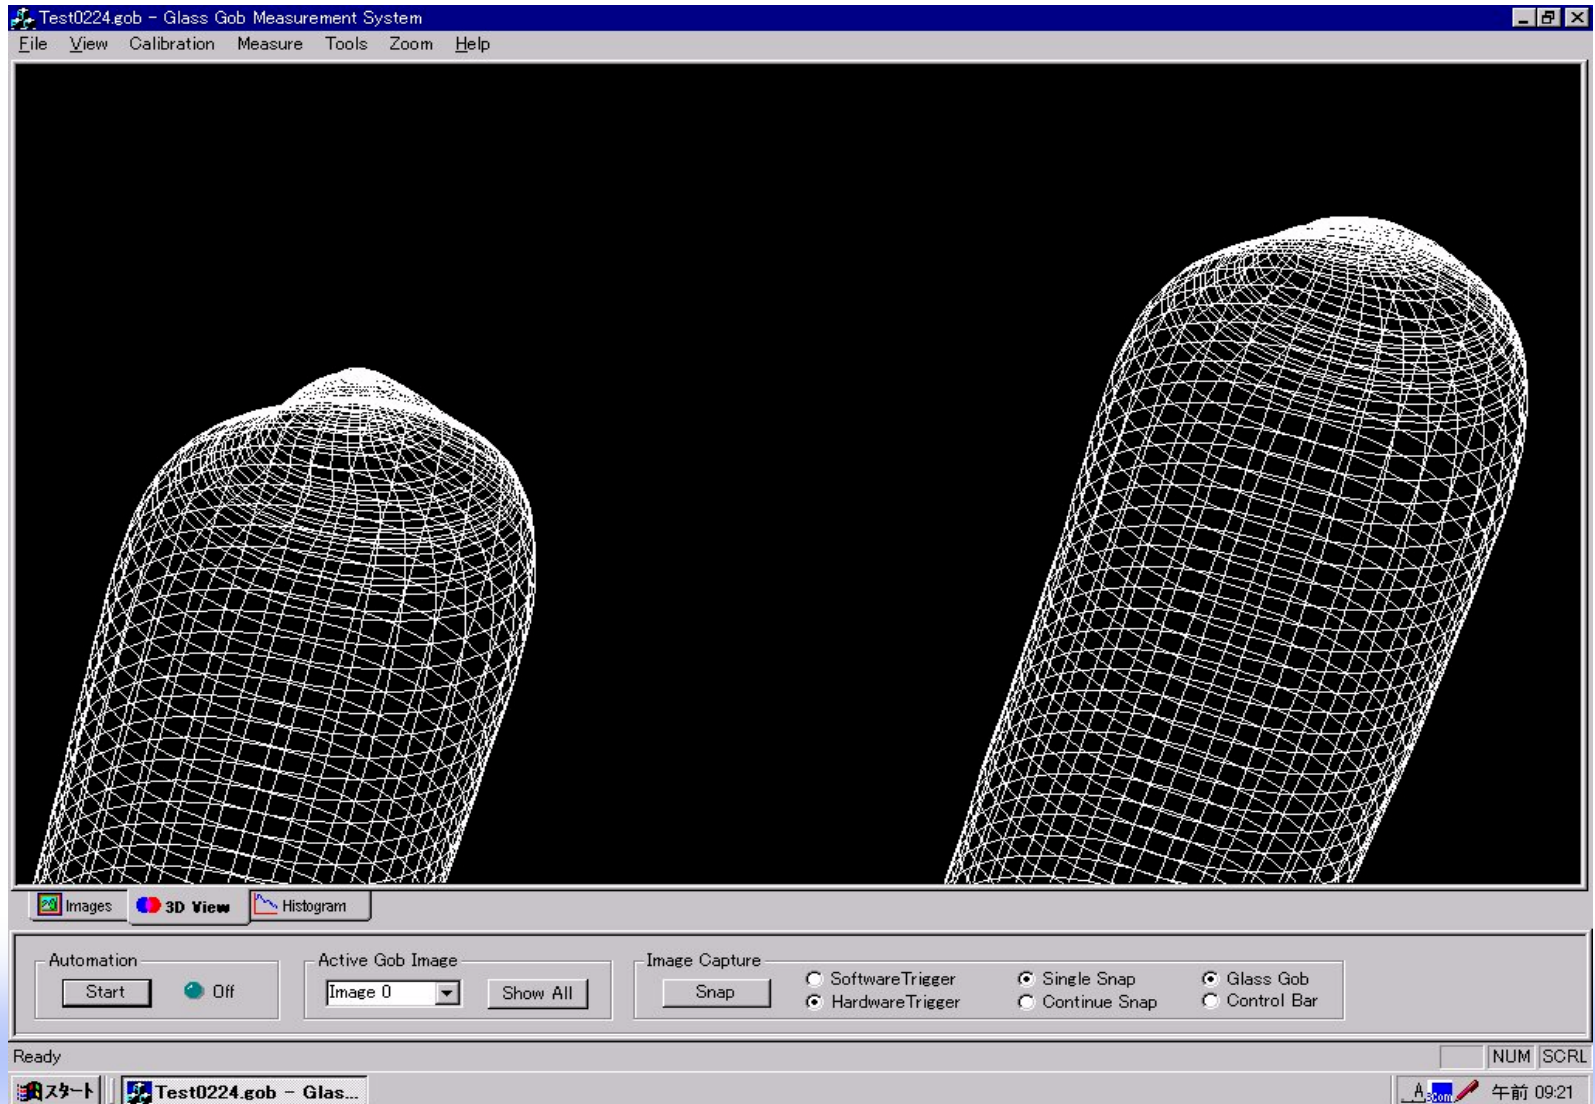 Test0224.gob - Glass Gob Measurement System
File View Calibration Measure Tools Zoom Help
Images 3D View Histogram
Automation Active Gob Image Image Capture
Start Off Image 0 Show All Snap SoftwareTrigger Single Snap Glass Gob
HardwareTrigger Continue Snap Control Bar
Ready NUM SCRL
スタート Test0224.gob - Glas... A 3com 午前 09:21